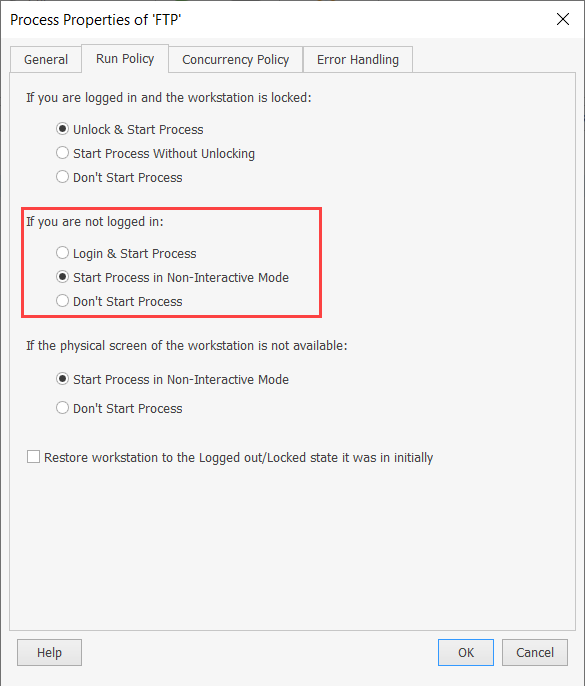 Process Properties of 'FTP'
General
Run Policy
Concurrency Policy
Error Handling
If you are logged in and the workstation is locked:
Unlock & Start Process
Start Process Without Unlocking
Don't Start Process
If you are not logged in:
Login & Start Process
Start Process in Non-Interactive Mode
Don't Start Process
If the physical screen of the workstation is not available:
Start Process in Non-Interactive Mode
Don't Start Process
Restore workstation to the Logged out/Locked state it was in initially
Help
OK
Cancel